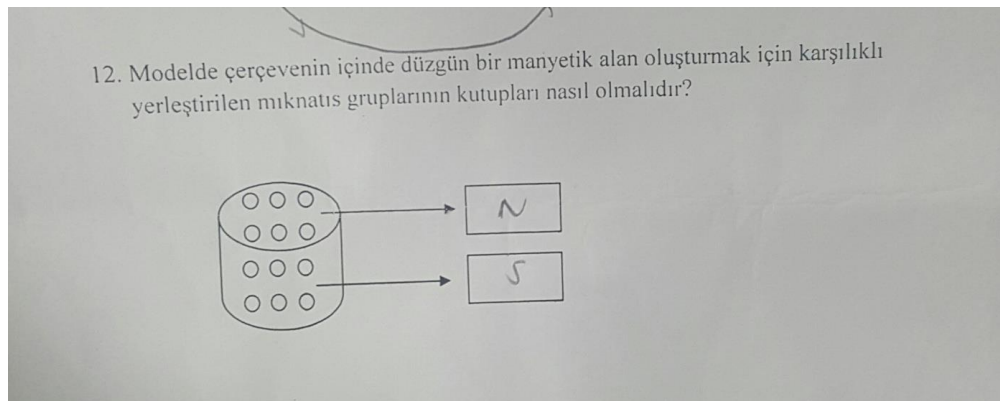 12. Modelde çerçevenin içinde düzgün bir manyetik alan oluşturmak için karşılıklı
yerleştirilen mıknatıs gruplarının kutupları nasıl olmalıdır?
N
S